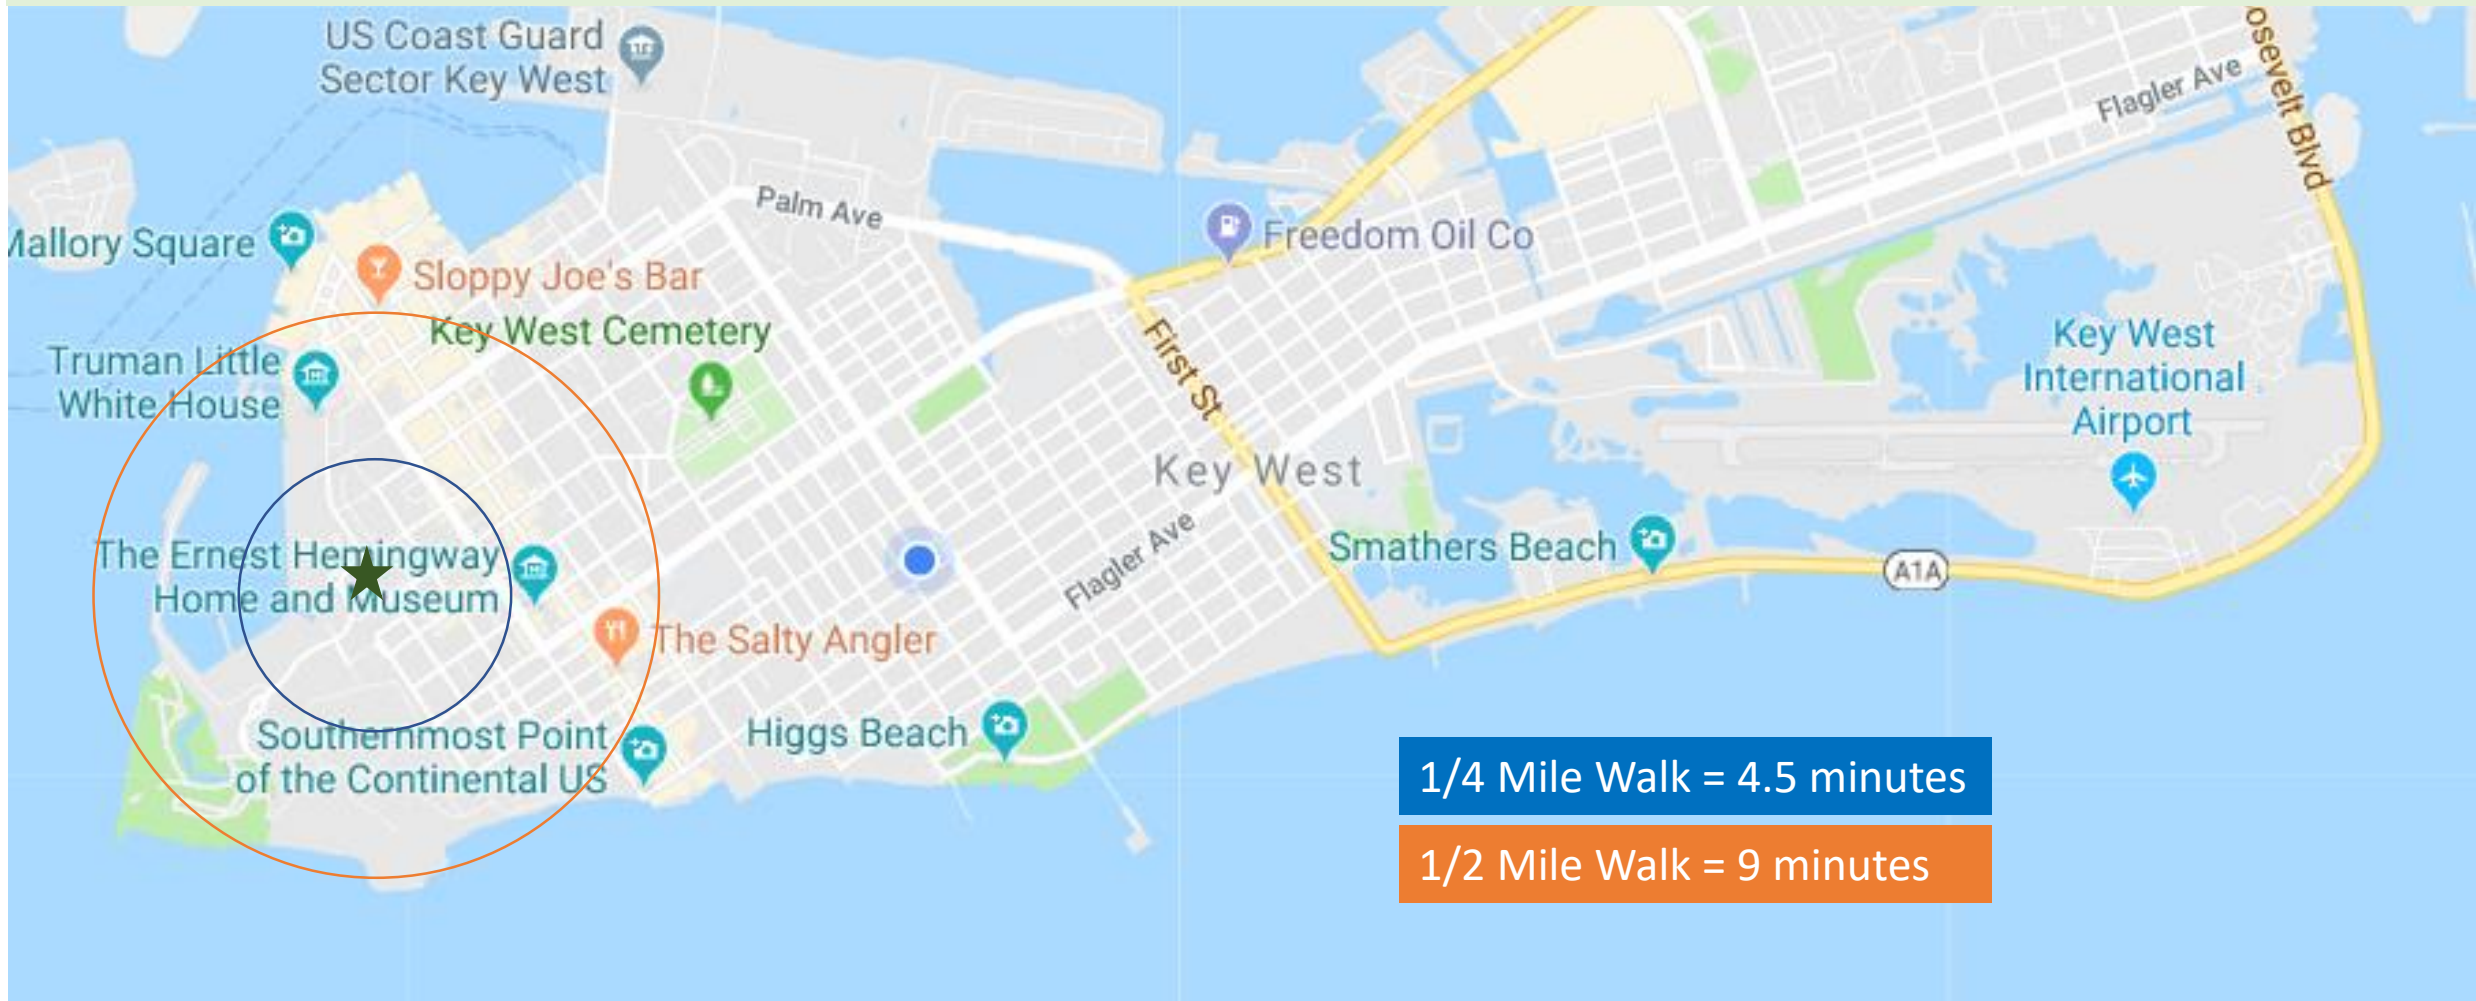 US Coast Guard
Sector Key West
Flagler Ave
osevelt Blvd
Palm Ave
Mallory Square
Sloppy Joe's Bar
Freedom Oil Co
Key West Cemetery
Truman Little
White House
First St
Key West
International
Airport
Key West
The Ernest Hemingway
Home and Museum
Flagler Ave
Smathers Beach
A1A
The Salty Angler
Southernmost Point
of the Continental US
Higgs Beach
1/4 Mile Walk = 4.5 minutes
1/2 Mile Walk = 9 minutes